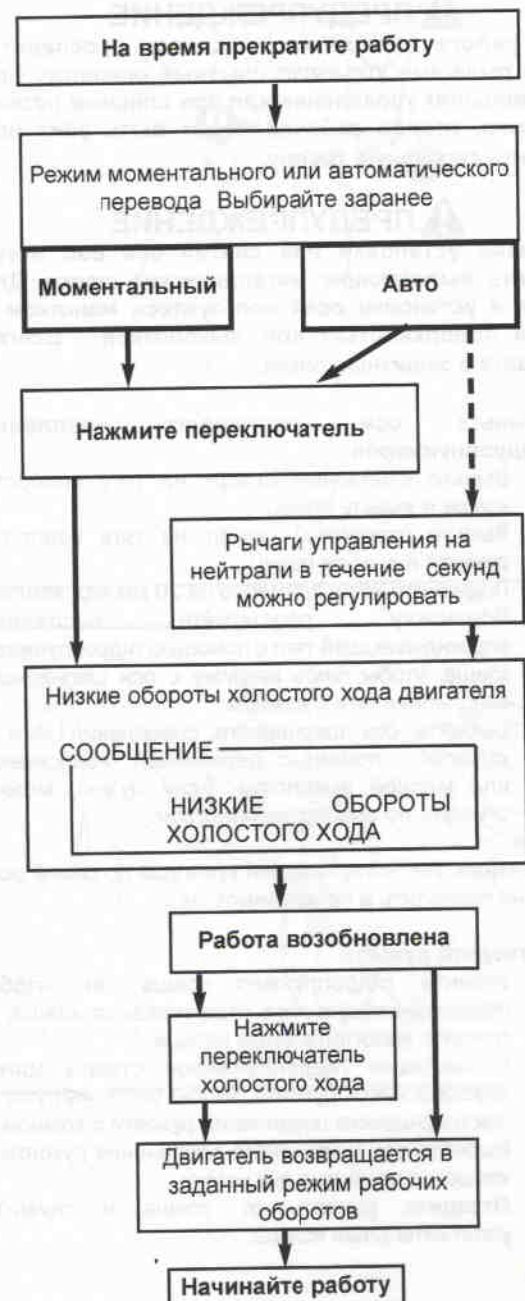 На время прекратите работу
Режим моментального или автоматического
перевода Выбирайте заранее
Моментальный
Авто
Нажмите переключатель
Рычаги управления на
нейтрали в течение секунд
можно регулировать
Низкие обороты холостого хода двигателя
СООБЩЕНИЕ
НИЗКИЕ ОБОРОТЫ
ХОЛОСТОГО ХОДА
Работа возобновлена
Нажмите
переключатель
холостого хода
Двигатель возвращается в
заданный режим рабочих
оборотов
Начинайте работу